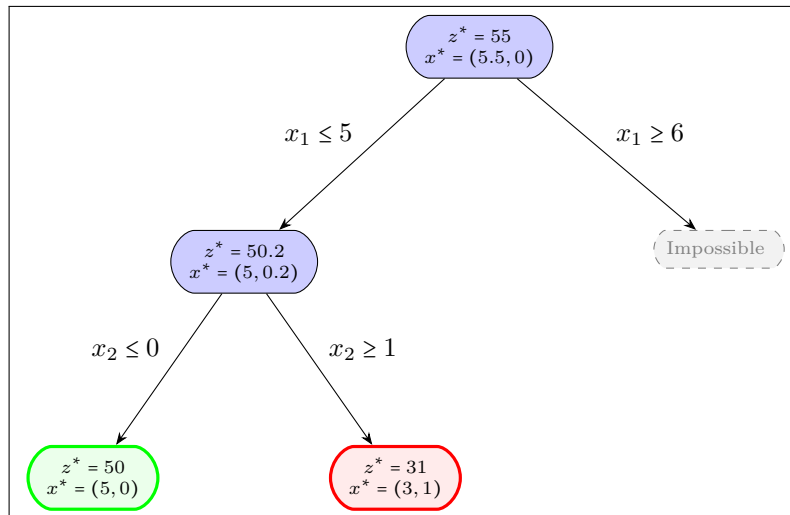 z* = 55
x* = (5.5, 0)
x₁ ≤ 5
x₁ ≥ 6
z* = 50.2
x* = (5, 0.2)
Impossible
x₂ ≤ 0
x₂ ≥ 1
z* = 50
x* = (5, 0)
z* = 31
x* = (3, 1)